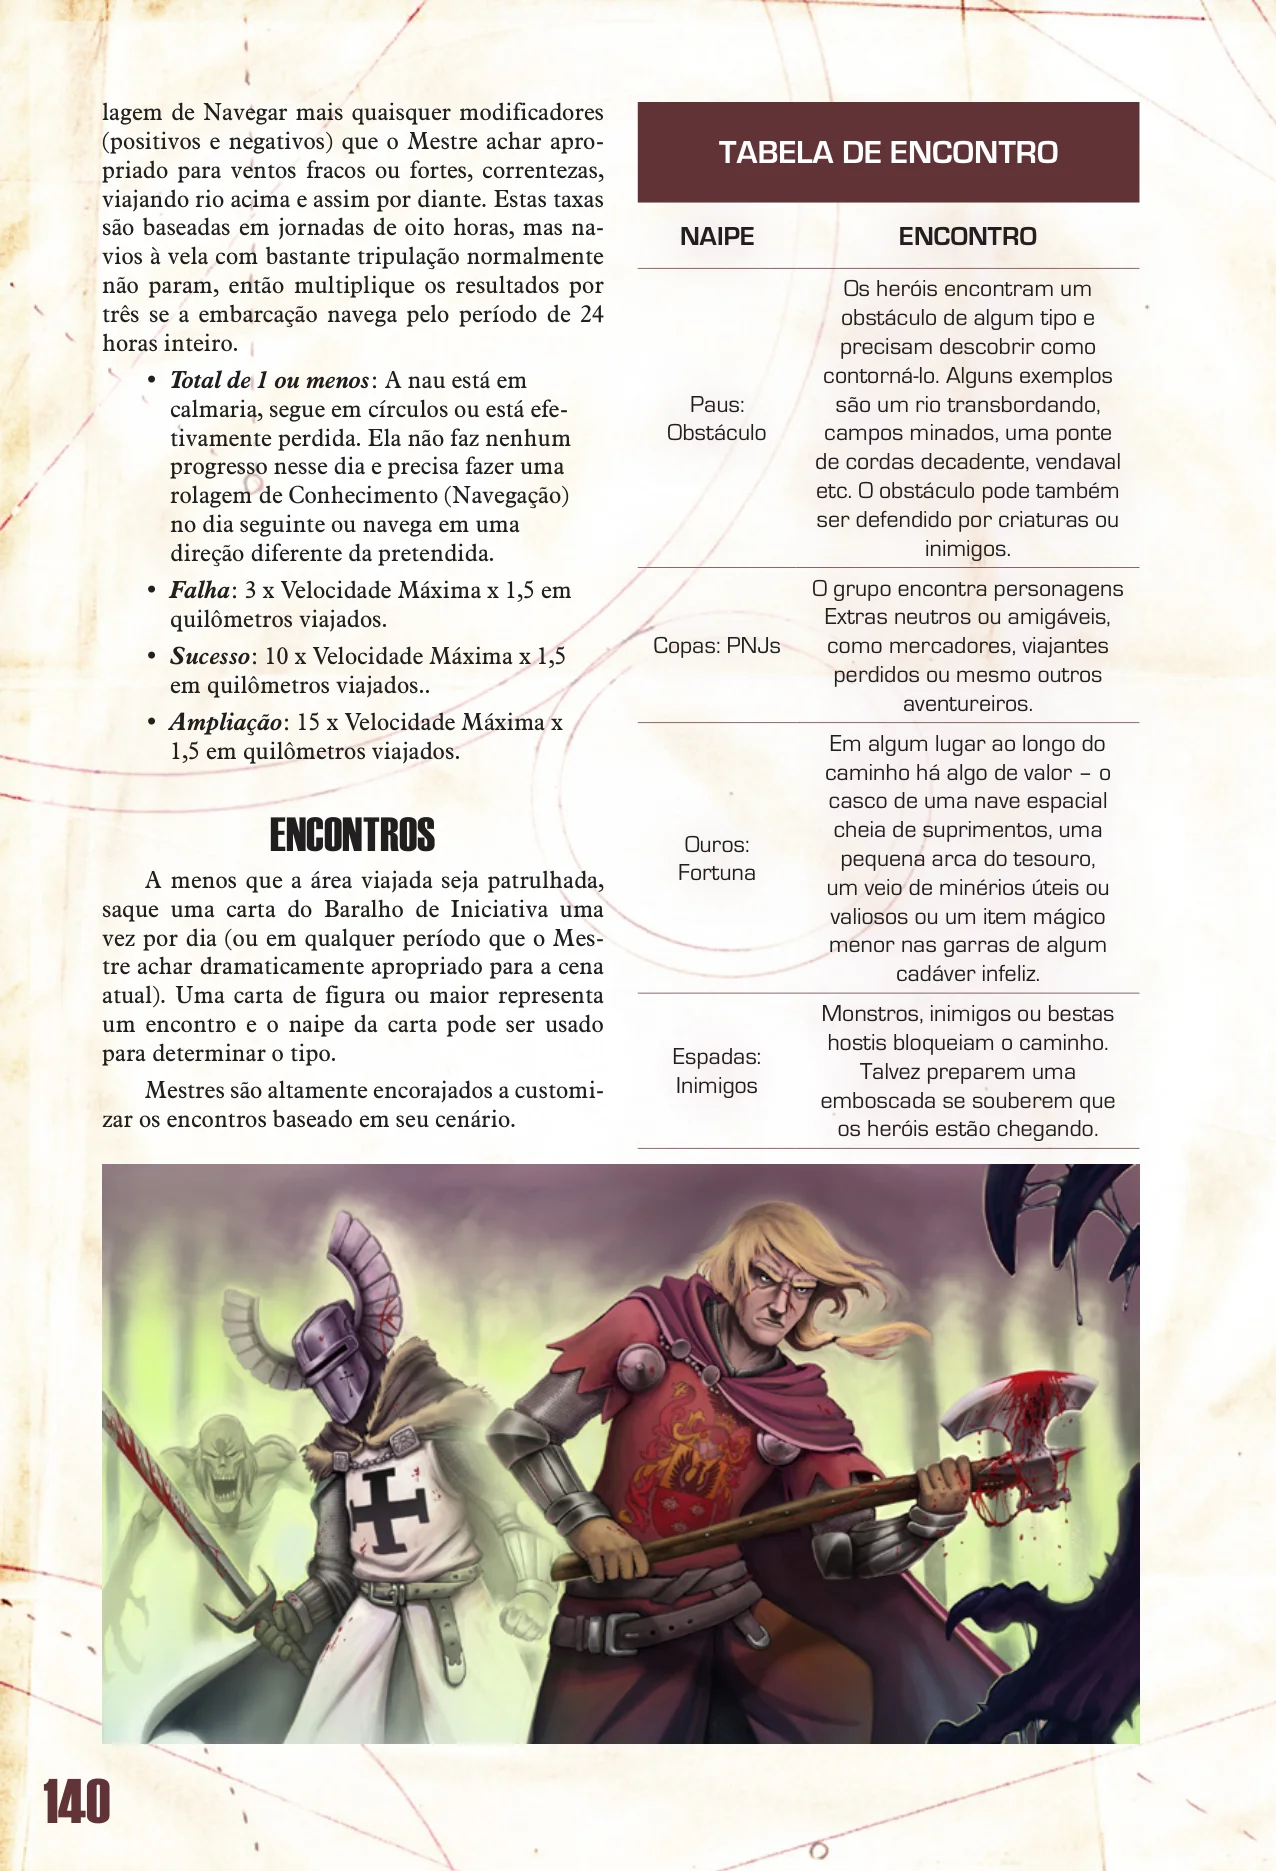 lagem de Navegar mais quaisquer modificadores
(positivos e negativos) que o Mestre achar apro-
priado para ventos fracos ou fortes, correntezas,
viajando rio acima e assim por diante. Estas taxas
são baseadas em jornadas de oito horas, mas na-
vios à vela com bastante tripulação normalmente
não param, então multiplique os resultados por
três se a embarcação navega pelo período de 24
horas inteiro.
• Total de 1 ou menos: A nau está em
calmaria, segue em círculos ou está efe-
tivamente perdida. Ela não faz nenhum
progresso nesse dia e precisa fazer uma
rolagem de Conhecimento (Navegação)
no dia seguinte ou navega em uma
direção diferente da pretendida.
• Falha: 3 x Velocidade Máxima x 1,5 em
quilômetros viajados.
• Sucesso: 10 x Velocidade Máxima x 1,5
em quilômetros viajados..
• Ampliação: 15 x Velocidade Máxima x
1,5 em quilômetros viajados.
ENCONTROS
A menos que a área viajada seja patrulhada,
saque uma carta do Baralho de Iniciativa uma
vez por dia (ou em qualquer período que o Mes-
tre achar dramaticamente apropriado para a cena
atual). Uma carta de figura ou maior representa
um encontro e o naipe da carta pode ser usado
para determinar o tipo.
Mestres são altamente encorajados a customi-
zar os encontros baseado em seu cenário.
TABELA DE ENCONTRO
NAIPE ENCONTRO
Paus:
Obstáculo
Os heróis encontram um
obstáculo de algum tipo e
precisam descobrir como
contorná-lo. Alguns exemplos
são um rio transbordando,
campos minados, uma ponte
de cordas decadente, vendaval
etc. O obstáculo pode também
ser defendido por criaturas ou
inimigos.
Copas: PNJs
O grupo encontra personagens
Extras neutros ou amigáveis,
como mercadores, viajantes
perdidos ou mesmo outros
aventureiros.
Ouros:
Fortuna
Em algum lugar ao longo do
caminho há algo de valor – o
casco de uma nave espacial
cheia de suprimentos, uma
pequena arca do tesouro,
um veio de minérios úteis ou
valiosos ou um item mágico
menor nas garras de algum
cadáver infeliz.
Espadas:
Inimigos
Monstros, inimigos ou bestas
hostis bloqueiam o caminho.
Talvez preparem uma
emboscada se souberem que
os heróis estão chegando.
140